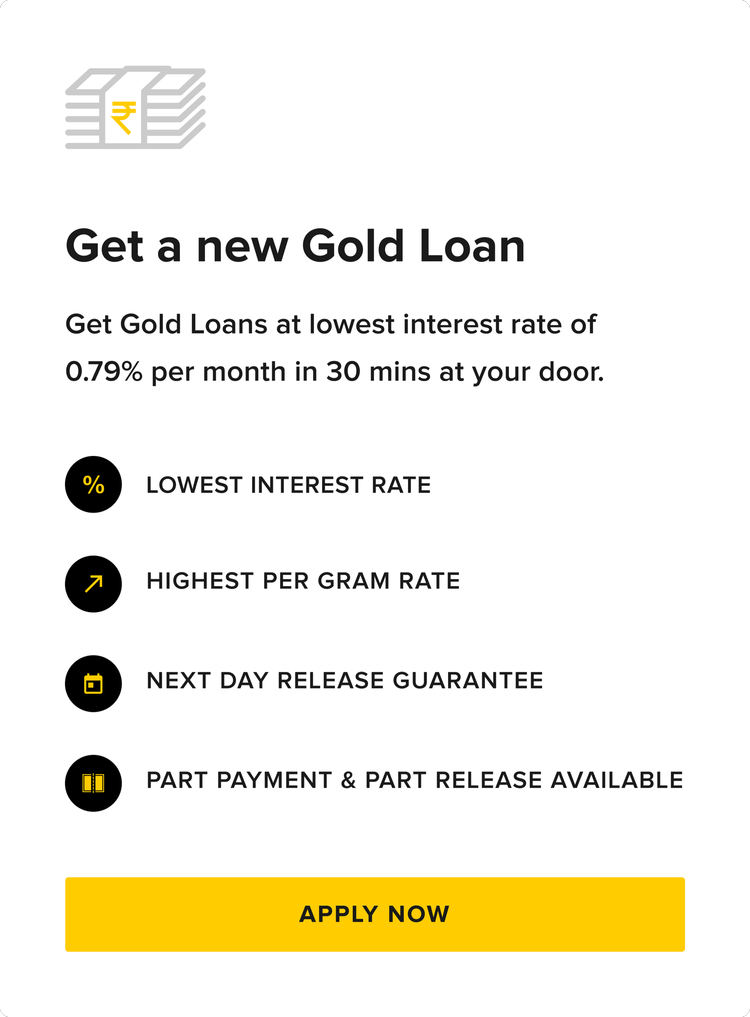 ₹
Get a new Gold Loan
Get Gold Loans at lowest interest rate of
0.79% per month in 30 mins at your door.
%
LOWEST INTEREST RATE
HIGHEST PER GRAM RATE
NEXT DAY RELEASE GUARANTEE
PART PAYMENT & PART RELEASE AVAILABLE
APPLY NOW